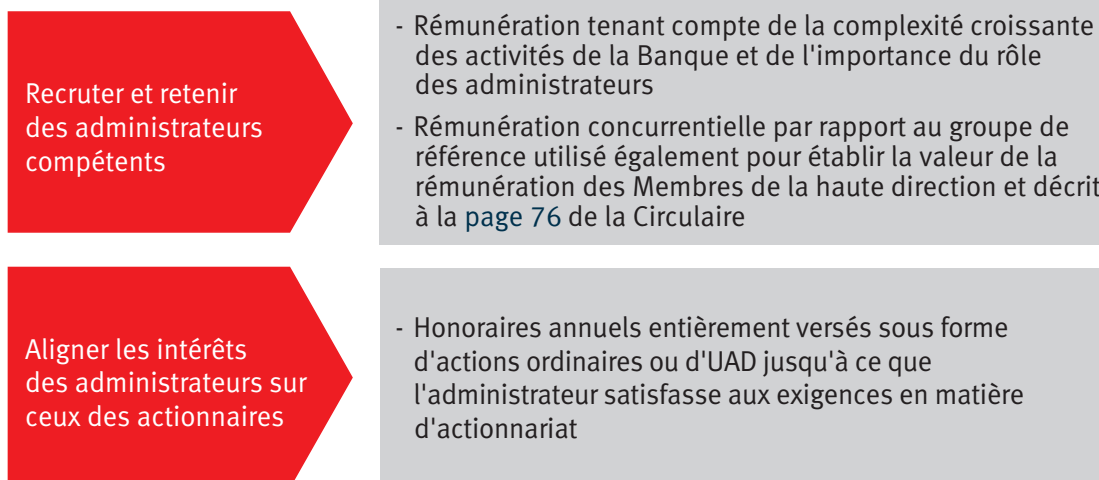 Recruter et retenir
des administrateurs
compétents
- Rémunération tenant compte de la complexité croissante
des activités de la Banque et de l'importance du rôle
des administrateurs
- Rémunération concurrentielle par rapport au groupe de
référence utilisé également pour établir la valeur de la
rémunération des Membres de la haute direction et décrit
à la page 76 de la Circulaire
Aligner les intérêts
des administrateurs sur
ceux des actionnaires
- Honoraires annuels entièrement versés sous forme
d'actions ordinaires ou d'UAD jusqu'à ce que
l'administrateur satisfasse aux exigences en matière
d'actionnariat